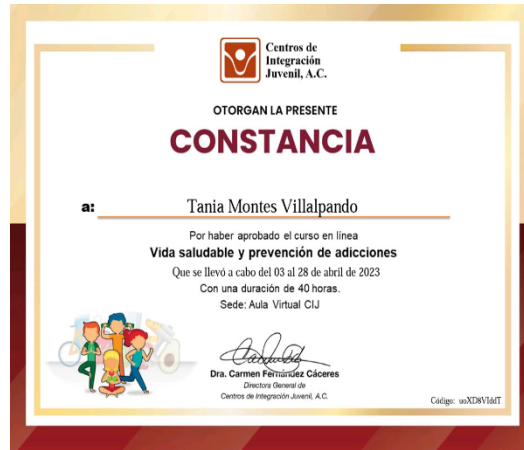 Centros de
Integración
Juvenil, A.C.
OTORGAN LA PRESENTE
CONSTANCIA
a: Tania Montes Villalpando
Por haber aprobado el curso en línea
Vida saludable y prevención de adicciones
Que se llevó a cabo del 03 al 28 de abril de 2023
Con una duración de 40 horas.
Sede: Aula Virtual CIJ
Dra. Carmen Fernández Cáceres
Directora General de
Centros de Integración Juvenil, A.C.
Código: uoXD8VIddT